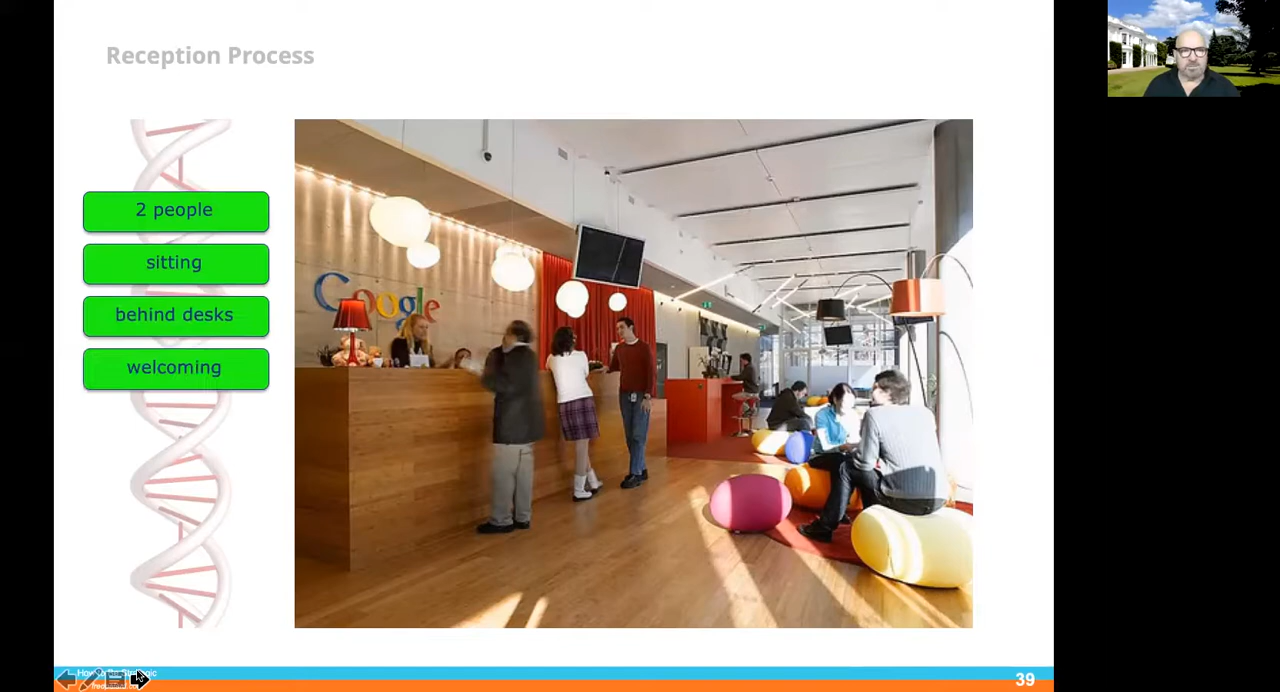 Reception Process
2 people
sitting
behind desks
welcoming
Google
39